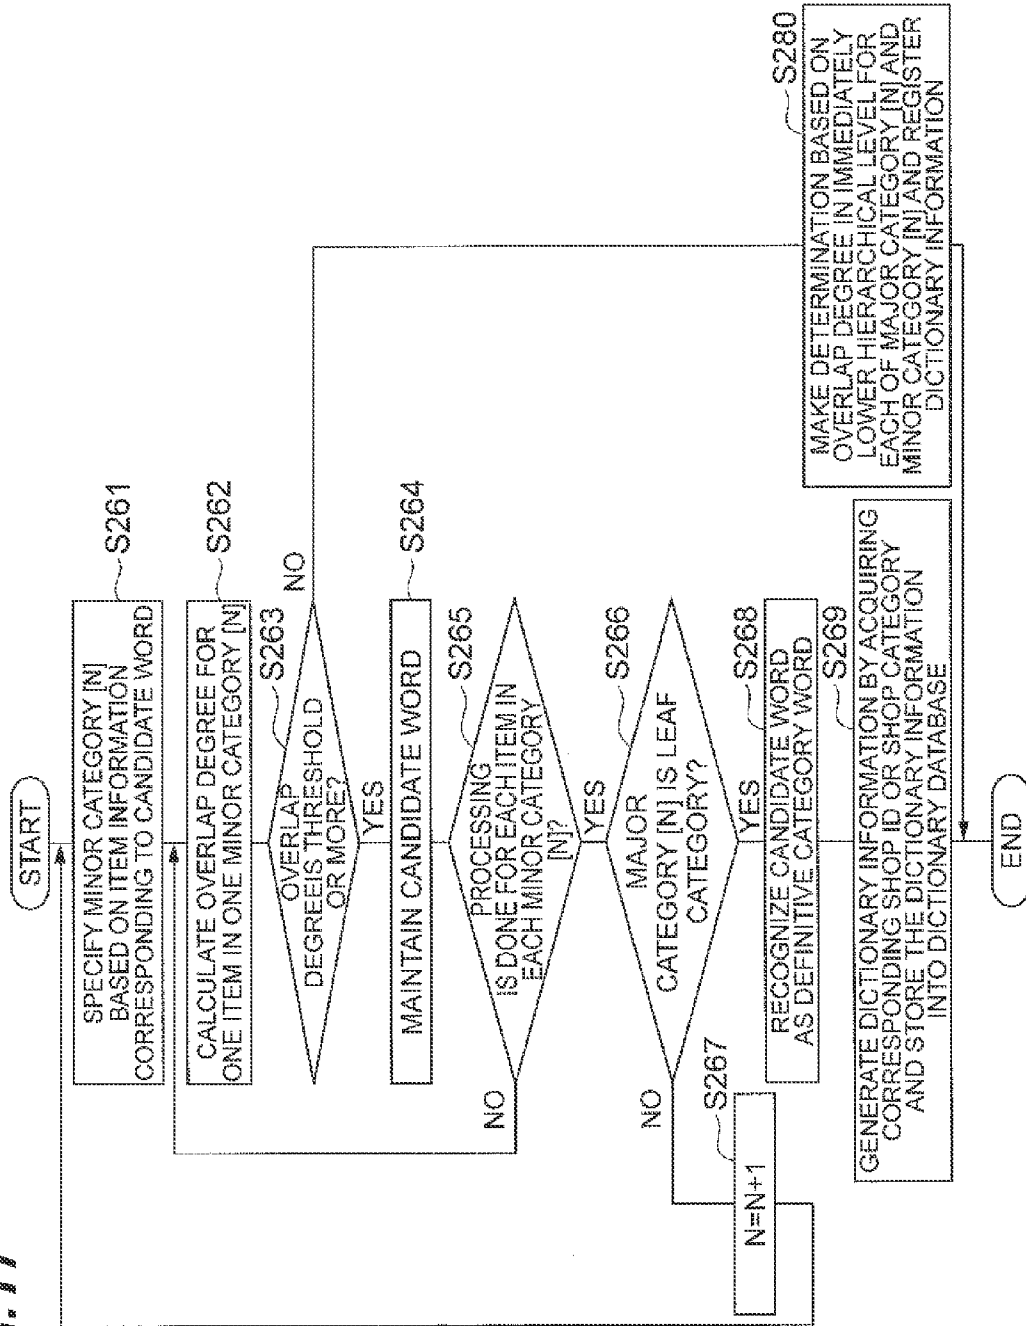 START
SPECIFY MINOR CATEGORY [N]
BASED ON ITEM INFORMATION
CORRESPONDING TO CANDIDATE WORD
S261
CALCULATE OVERLAP DEGREE FOR
ONE ITEM IN ONE MINOR CATEGORY [N]
S262
OVERLAP
DEGREEIS THRESHOLD
OR MORE?
S263
NO
YES
MAINTAIN CANDIDATE WORD
S264
PROCESSING
IS DONE FOR EACH ITEM IN
EACH MINOR CATEGORY
[N]?
S265
NO
YES
MAJOR
CATEGORY [N] IS LEAF
CATEGORY?
S266
NO
YES
N=N+1
S267
RECOGNIZE CANDIDATE WORD
AS DEFINITIVE CATEGORY WORD
S268
GENERATE DICTIONARY INFORMATION BY ACQUIRING
CORRESPONDING SHOP ID OR SHOP CATEGORY
AND STORE THE DICTIONARY INFORMATION
INTO DICTIONARY DATABASE
S269
MAKE DETERMINATION BASED ON
OVERLAP DEGREE IN IMMEDIATELY
LOWER HIERARCHICAL LEVEL FOR
EACH OF MAJOR CATEGORY [N] AND
MINOR CATEGORY [N] AND REGISTER
DICTIONARY INFORMATION
S280
END